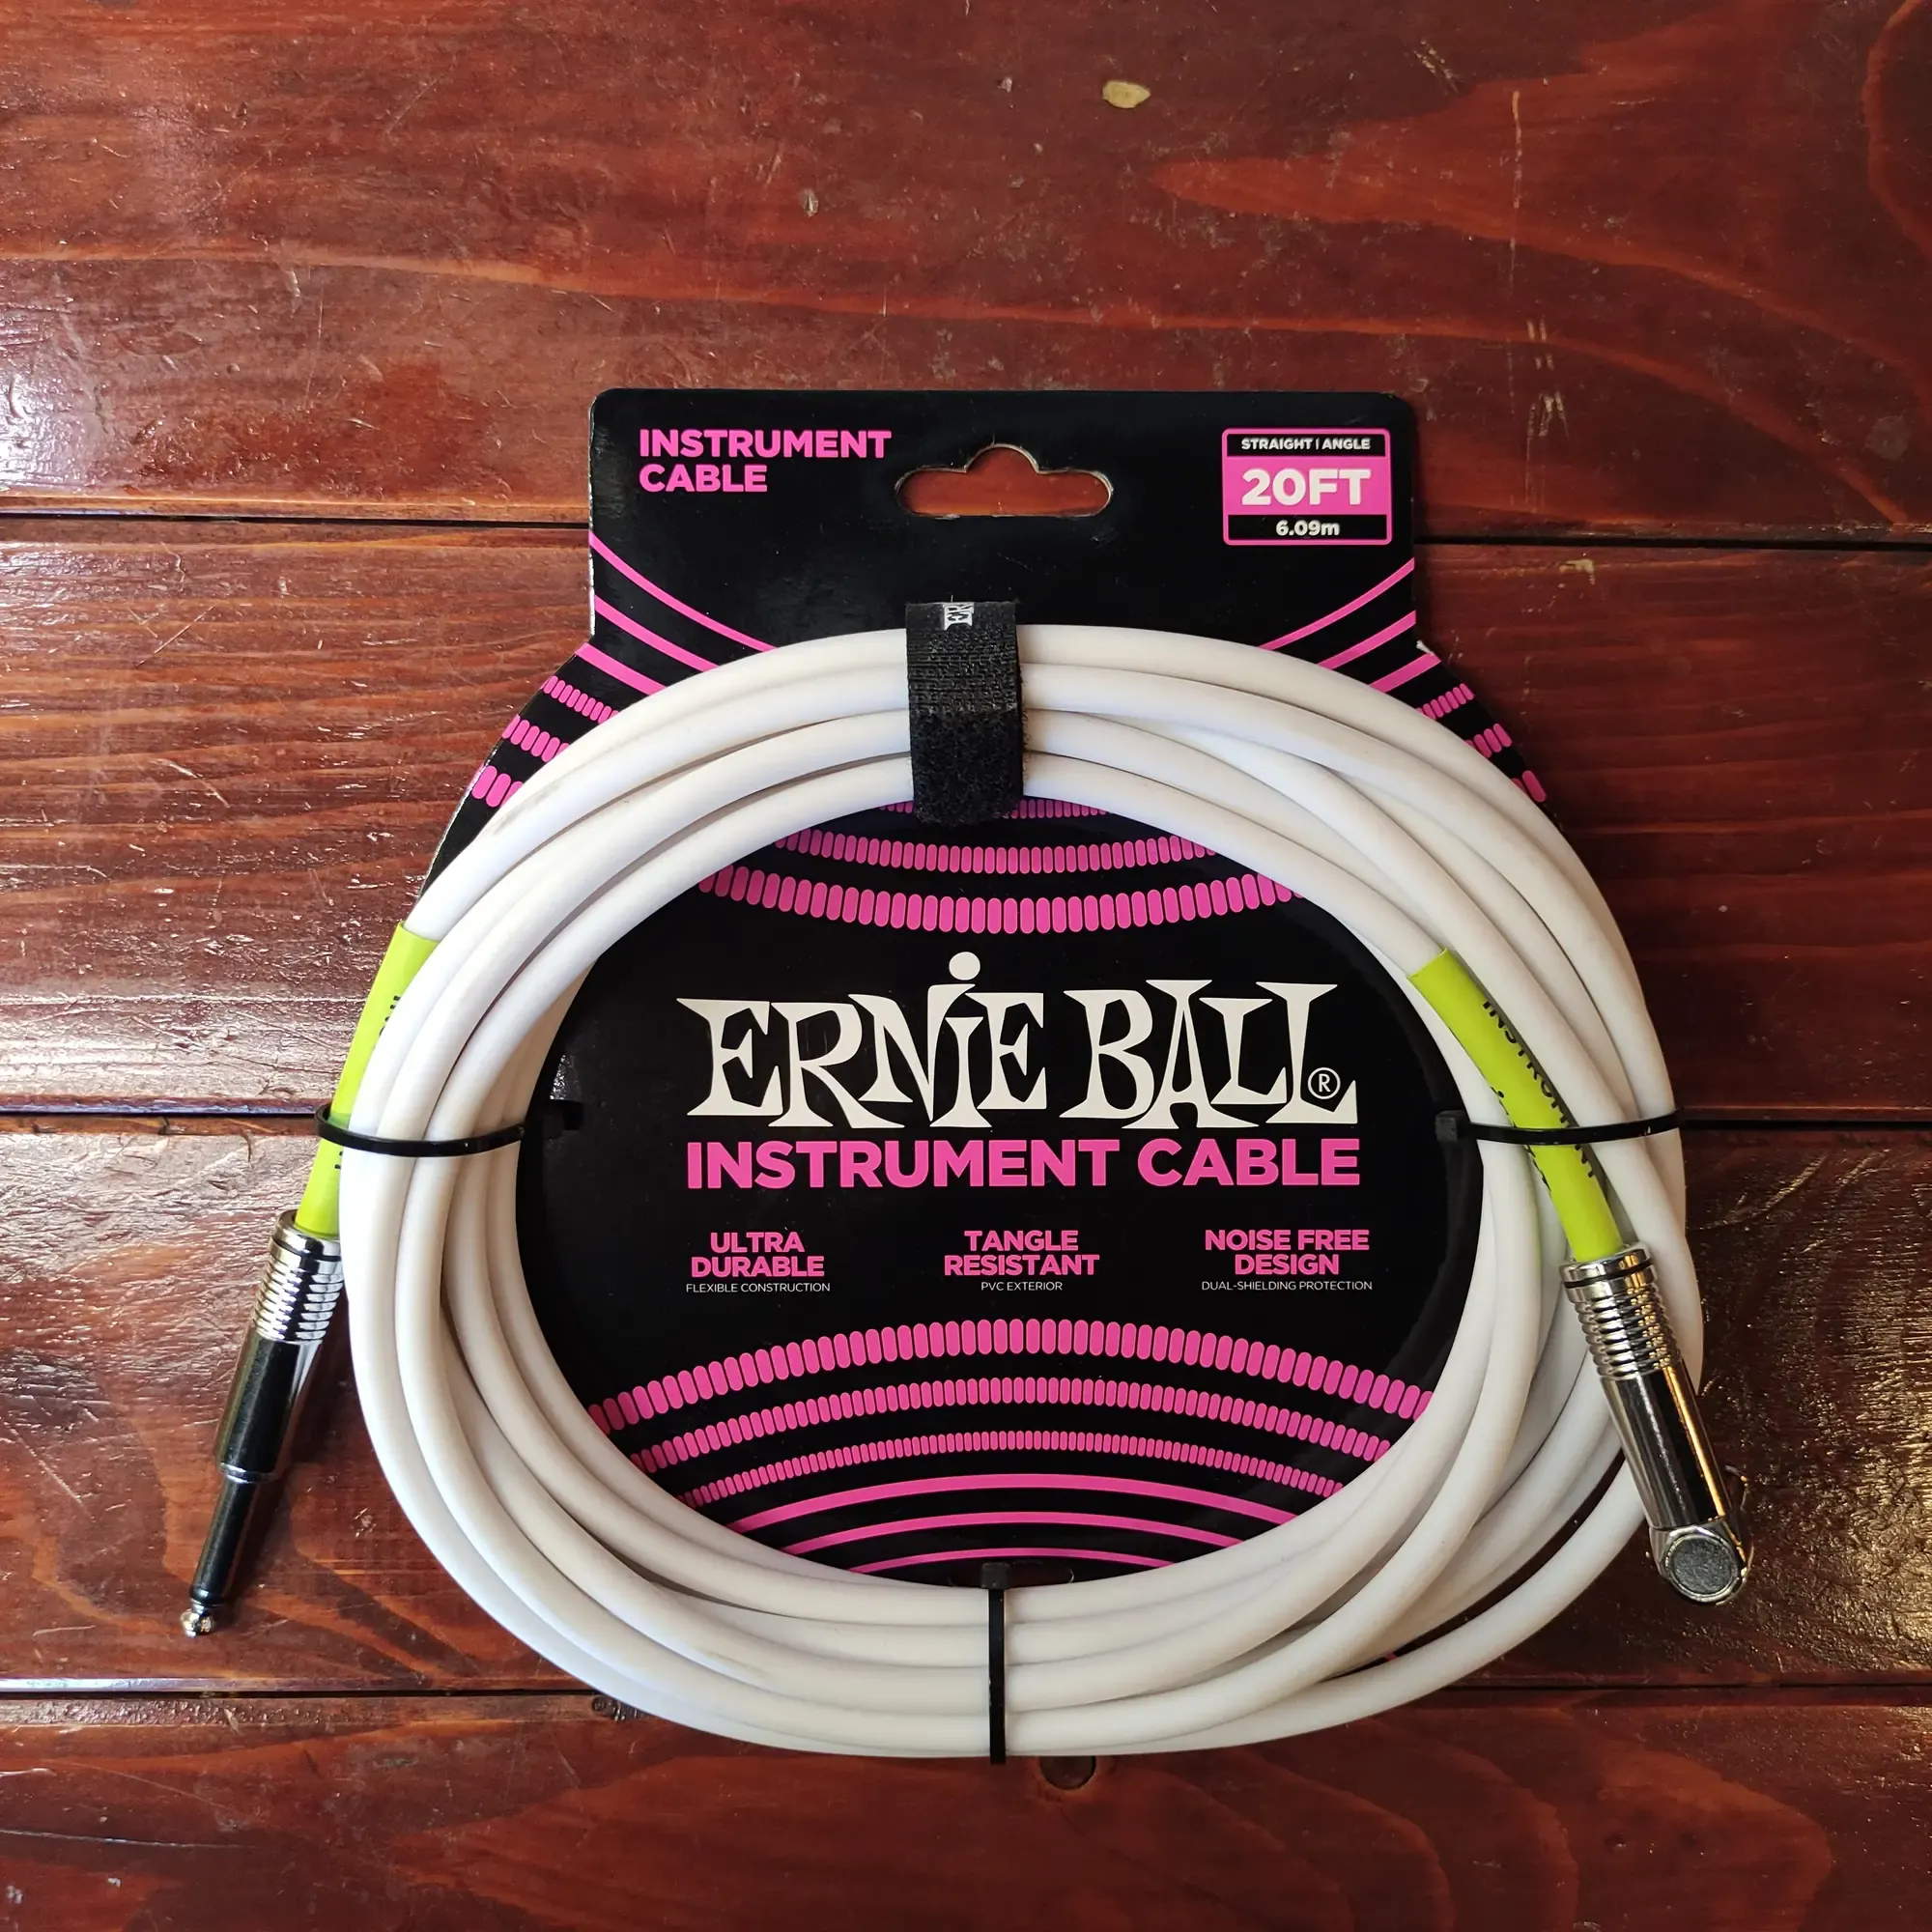 INSTRUMENT
CABLE
STRAIGHT | ANGLE
20FT
6.09m
ERNIE BALL®
INSTRUMENT CABLE
ULTRA
DURABLE
FLEXIBLE CONSTRUCTION
TANGLE
RESISTANT
PVC EXTERIOR
NOISE FREE
DESIGN
DUAL-SHIELDING PROTECTION